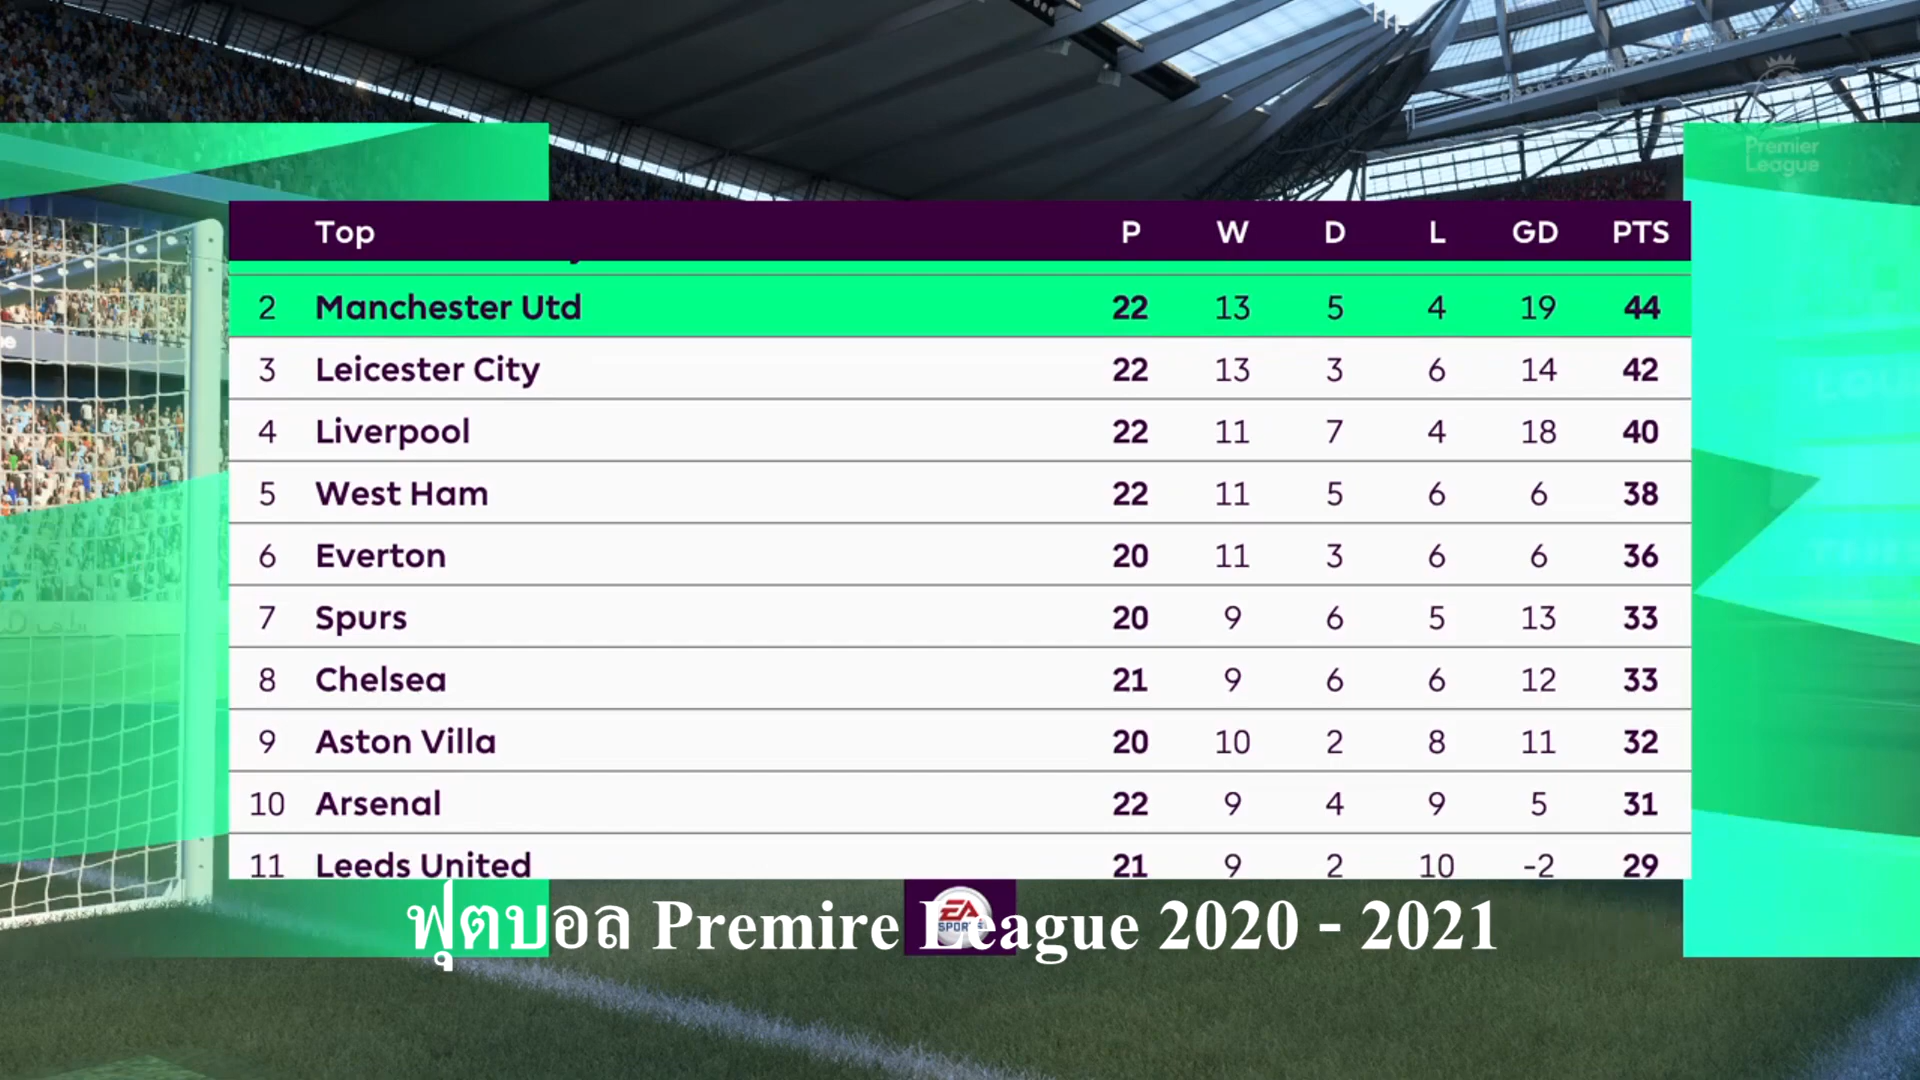 Premier
League
Top P W D L GD PTS
2 Manchester Utd 22 13 5 4 19 44
3 Leicester City 22 13 3 6 14 42
4 Liverpool 22 11 7 4 18 40
5 West Ham 22 11 5 6 6 38
6 Everton 20 11 3 6 6 36
7 Spurs 20 9 6 5 13 33
8 Chelsea 21 9 6 6 12 33
9 Aston Villa 20 10 2 8 11 32
10 Arsenal 22 9 4 9 5 31
11 Leeds United 21 9 2 10 -2 29
EA
SPORTS
ฟุตบอล Premire League 2020 - 2021